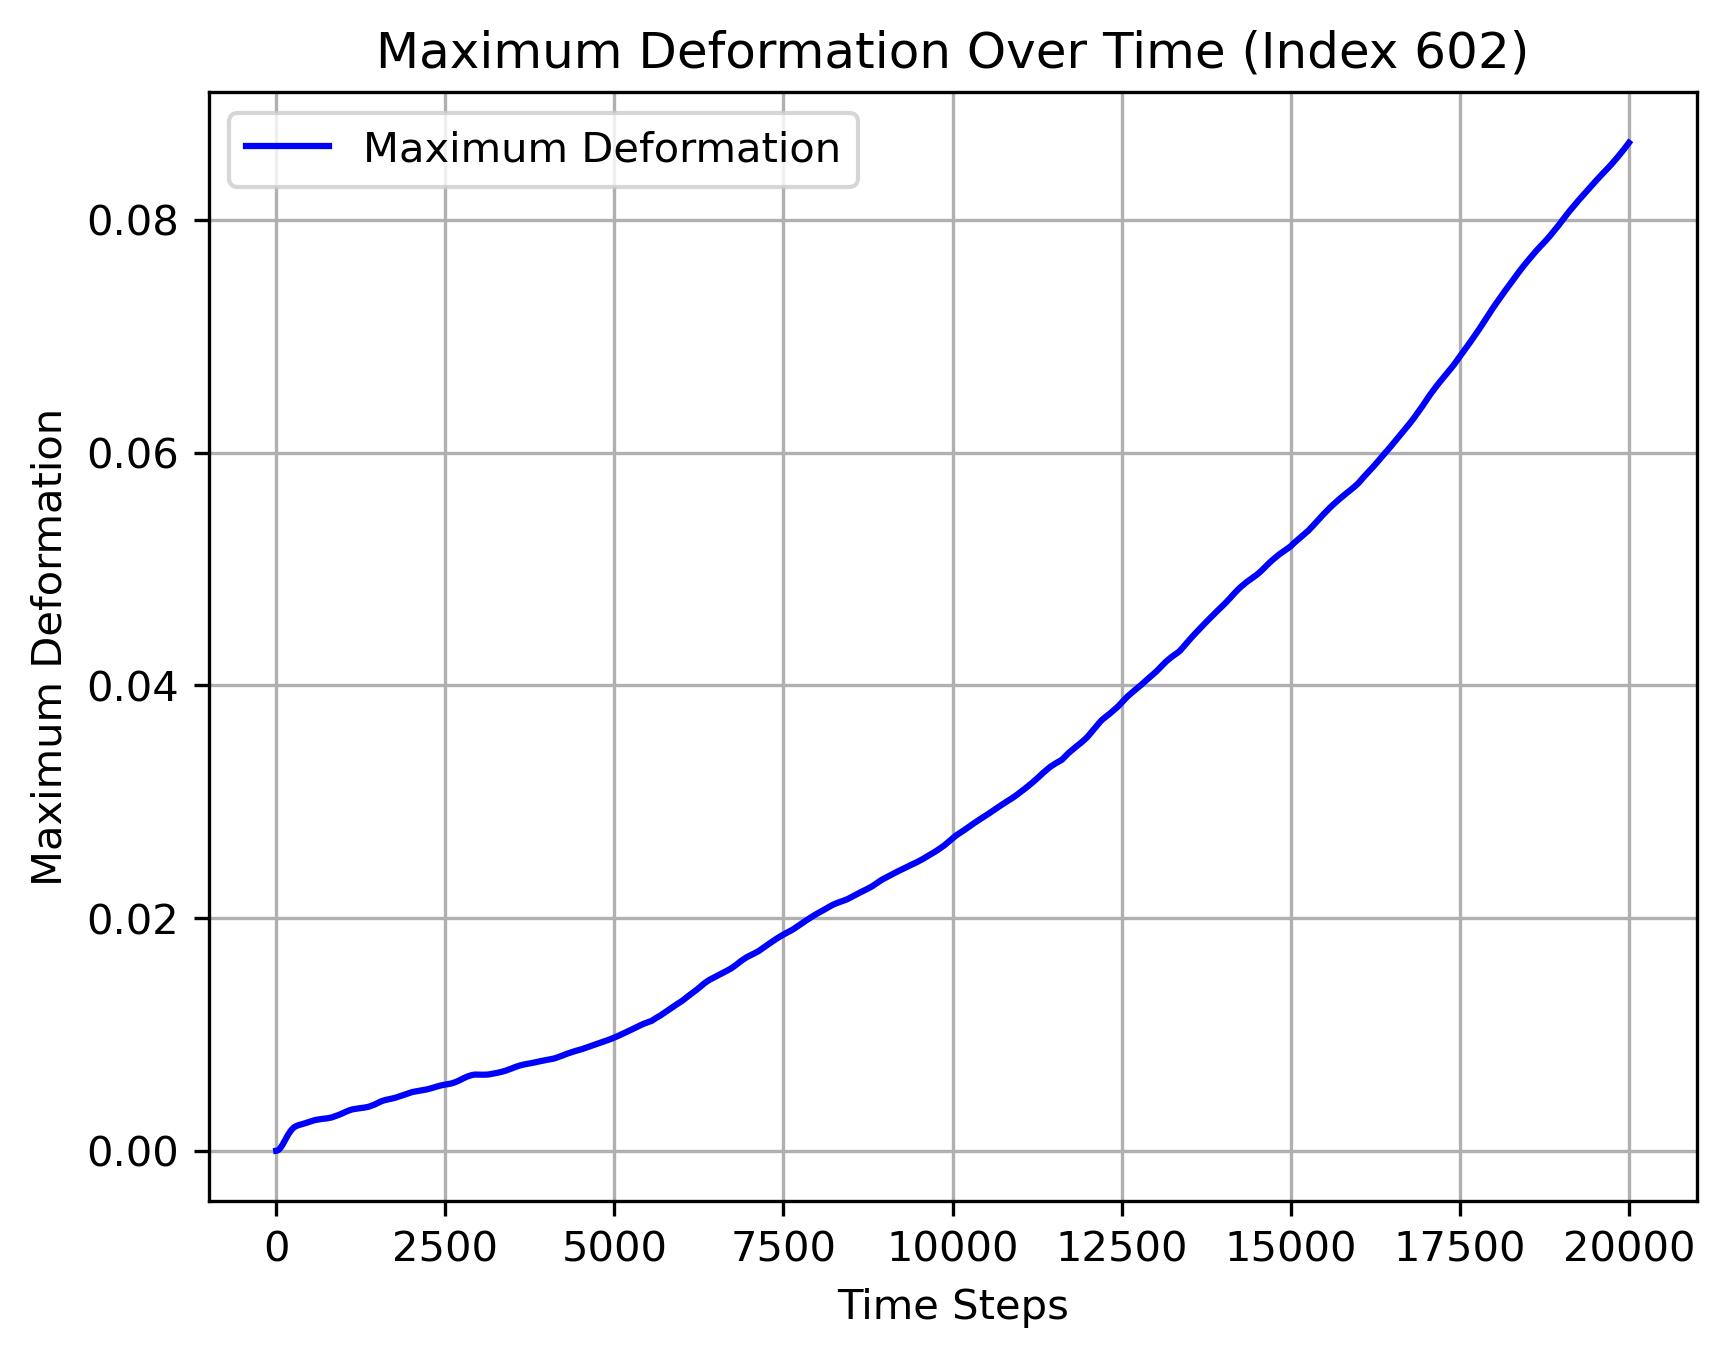 Maximum Deformation Over Time (Index 602)
Maximum Deformation
Maximum Deformation
0.08
0.06
0.04
0.02
0.00
0 2500 5000 7500 10000 12500 15000 17500 20000
Time Steps